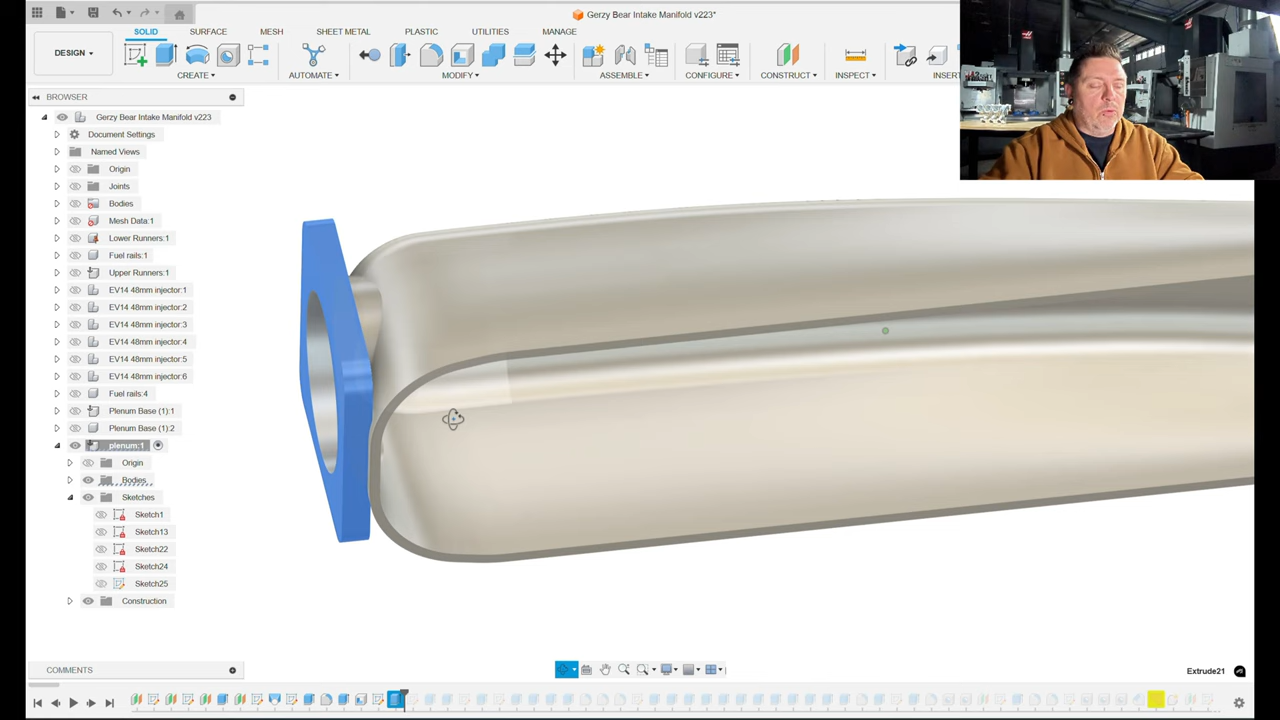 Gerzy Bear Intake Manifold v223*
SOLID SURFACE MESH SHEET METAL PLASTIC UTILITIES MANAGE
DESIGN
CREATE AUTOMATE MODIFY ASSEMBLE CONFIGURE CONSTRUCT INSPECT INSERT
BROWSER
Gerzy Bear Intake Manifold v223
Document Settings
Named Views
Origin
Joints
Bodies
Mesh Data:1
Lower Runners:1
Fuel rails:1
Upper Runners:1
EV14 48mm injector:1
EV14 48mm injector:2
EV14 48mm injector:3
EV14 48mm injector:4
EV14 48mm injector:5
EV14 48mm injector:6
Fuel rails:4
Plenum Base (1):1
Plenum Base (1):2
plenum:1
Origin
Bodies
Sketches
Sketch1
Sketch13
Sketch22
Sketch24
Sketch25
Construction
COMMENTS
Extrude21